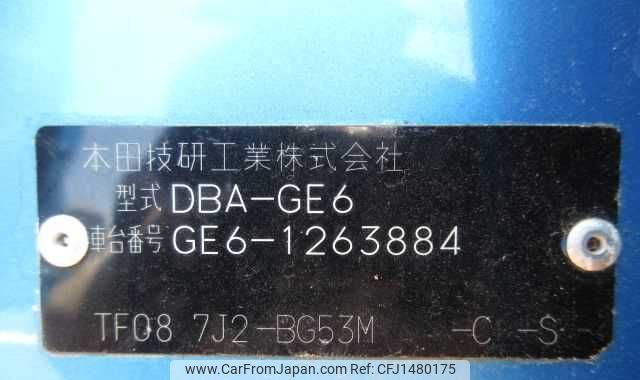 本田技研工業株式会社
型式 DBA-GE6
車台番号 GE6-1263884
TF08 7J2-BG53M -C -S
www.CarFromJapan.com CFJ1480175